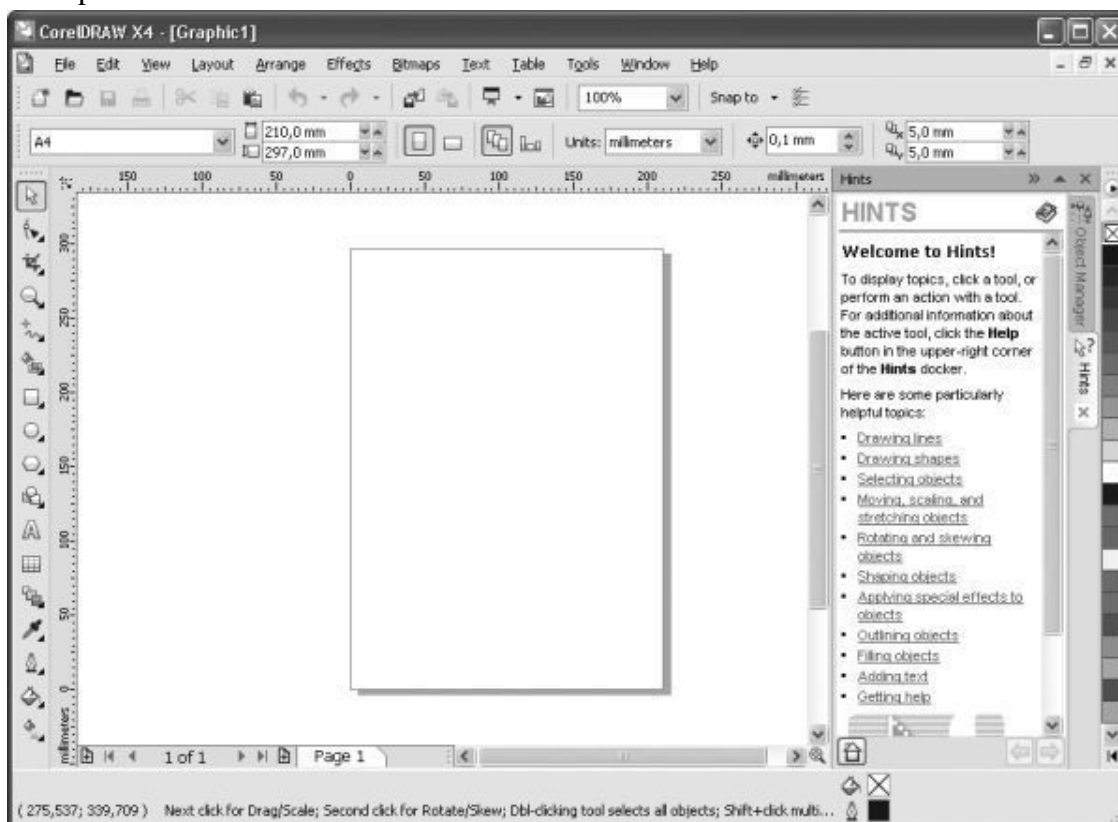 CorelDRAW X4 - [Graphic1]
File Edit View Layout Arrange Effects Bitmaps Text Table Tools Window Help
100% Snap to
A4 210,0 mm 297,0 mm Units: millimeters 0,1 mm 5,0 mm 5,0 mm
150 100 50 0 50 100 150 200 250 millimeters
300
250
200
150
100
50
0
millimeters
Hints
HINTS
Welcome to Hints!
To display topics, click a tool, or
perform an action with a tool.
For additional information about
the active tool, click the Help
button in the upper-right corner
of the Hints docker.
Here are some particularly
helpful topics:
• Drawing lines
• Drawing shapes
• Selecting objects
• Moving, scaling, and
stretching objects
• Rotating and skewing
objects
• Shaping objects
• Applying special effects to
objects
• Outlining objects
• Filling objects
• Adding text
• Getting help
Object Manager
Hints
1 of 1 Page 1
( 275,537; 339,709 ) Next click for Drag/Scale; Second click for Rotate/Skew; Dbl-clicking tool selects all objects; Shift+click multi...